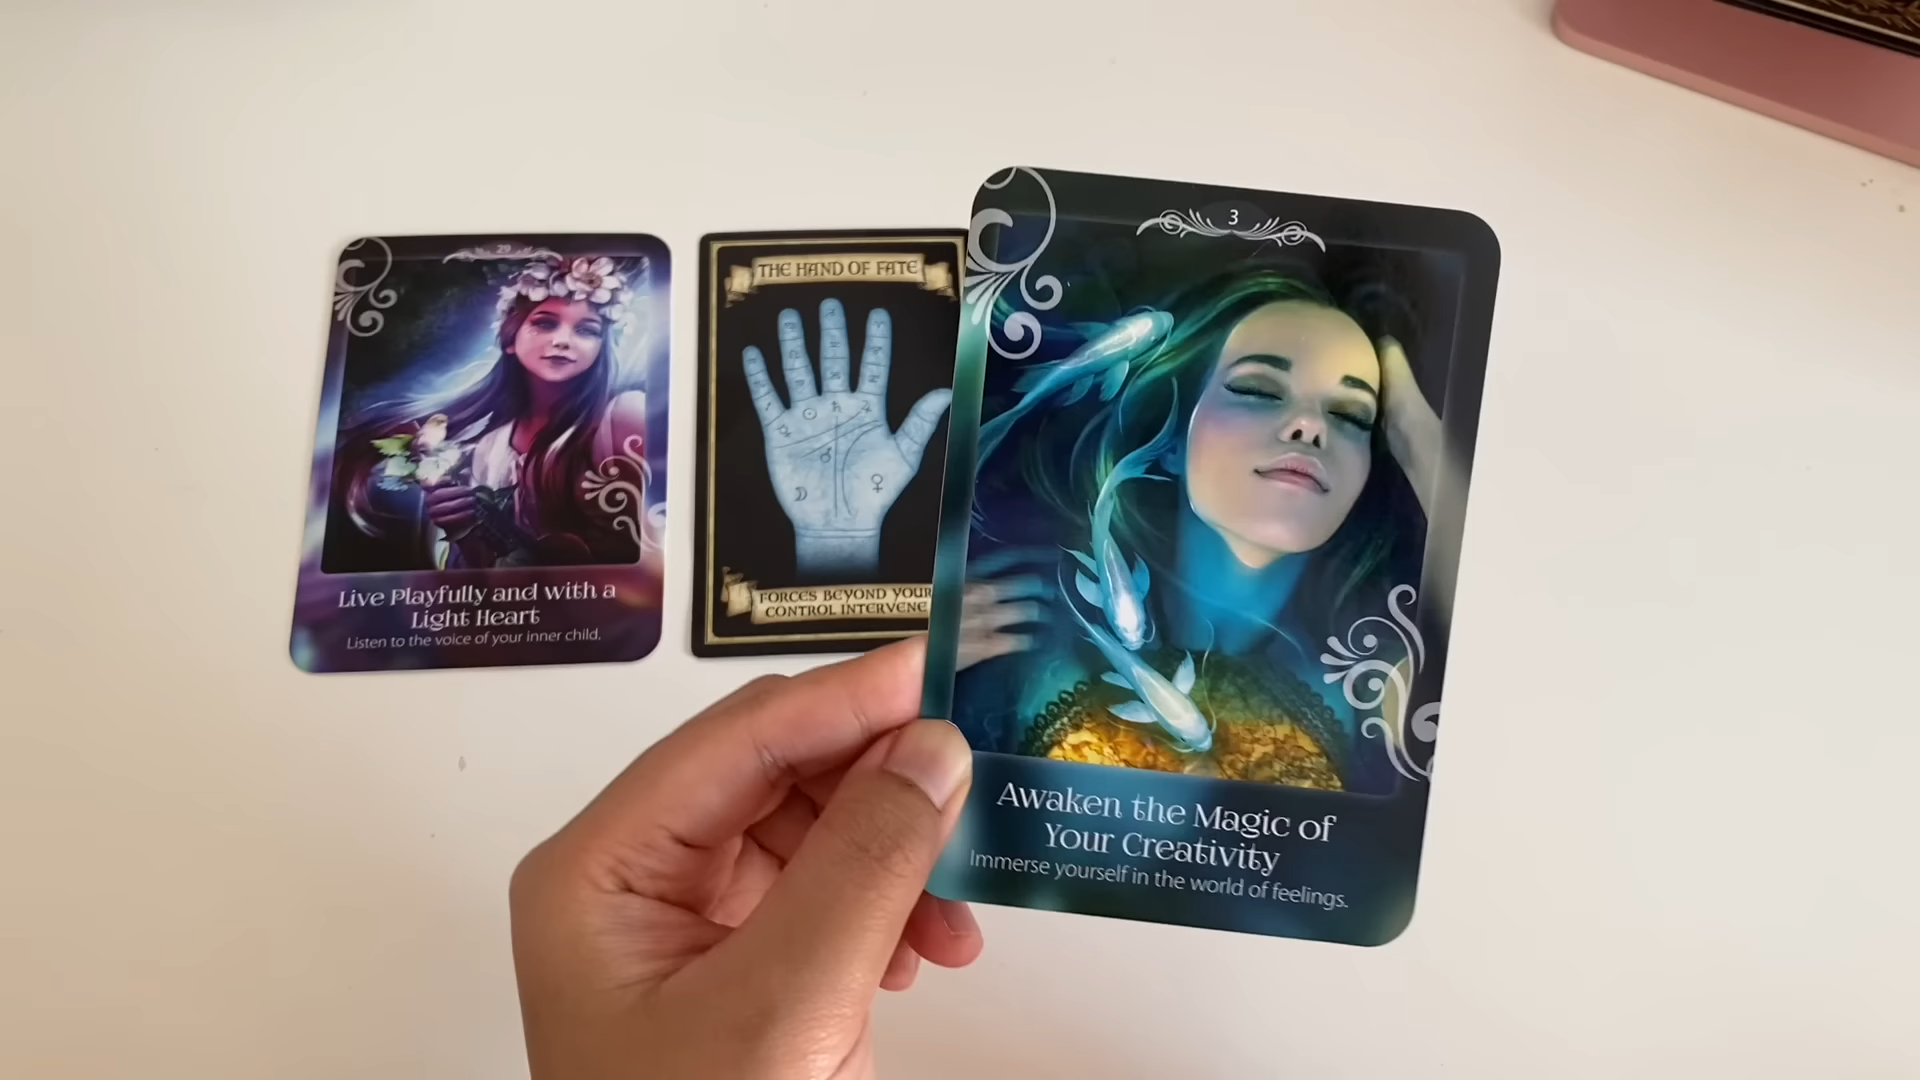 29
Live Playfully and with a
Light Heart
Listen to the voice of your inner child.
THE HAND OF FATE
FORCES BEYOND YOUR
CONTROL INTERVENE
3
Awaken the Magic of
Your Creativity
Immerse yourself in the world of feelings.